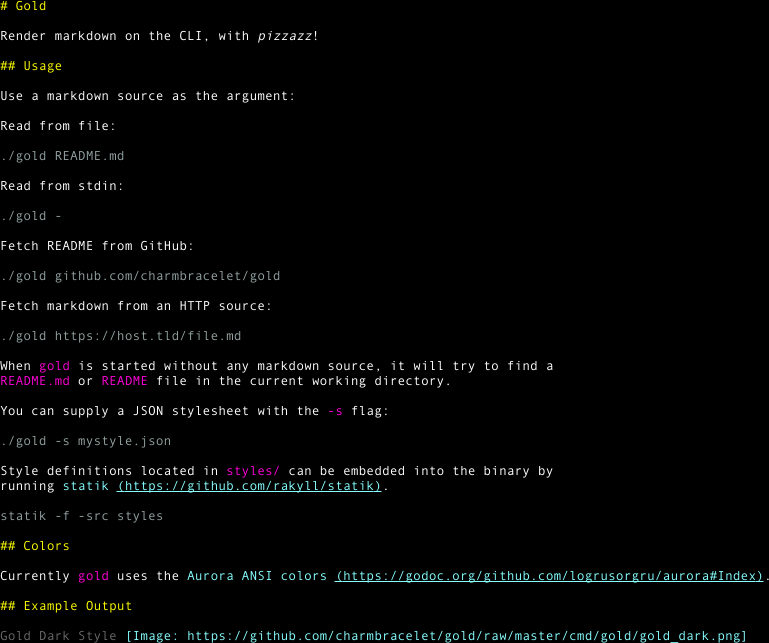 # Gold
Render markdown on the CLI, with pizzazz!
## Usage
Use a markdown source as the argument:
Read from file:
./gold README.md
Read from stdin:
./gold -
Fetch README from GitHub:
./gold github.com/charmbracelet/gold
Fetch markdown from an HTTP source:
./gold https://host.tld/file.md
When gold is started without any markdown source, it will try to find a
README.md or README file in the current working directory.
You can supply a JSON stylesheet with the -s flag:
./gold -s mystyle.json
Style definitions located in styles/ can be embedded into the binary by
running statik (https://github.com/rakyll/statik).
statik -f -src styles
## Colors
Currently gold uses the Aurora ANSI colors (https://godoc.org/github.com/logrusorgru/aurora#Index).
## Example Output
Gold Dark Style [Image: https://github.com/charmbracelet/gold/raw/master/cmd/gold/gold_dark.png]